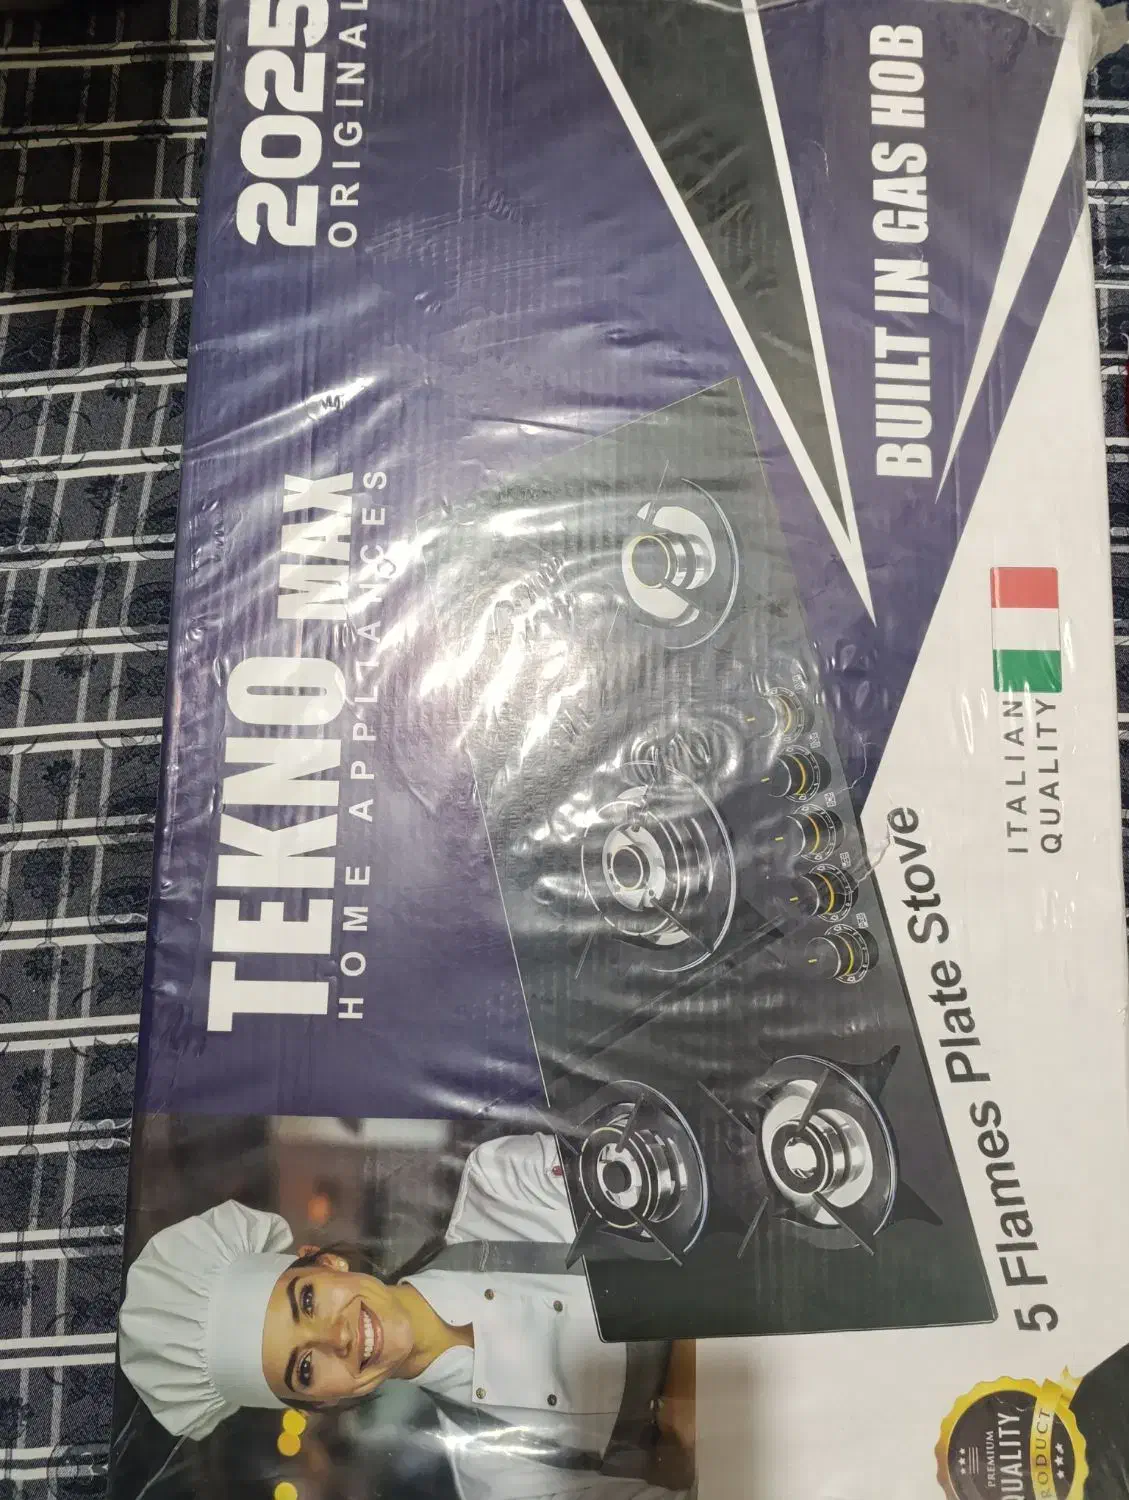 TEKNO MAX
HOME APPLIANCES
2025
ORIGINAL
BUILT IN GAS HOB
ITALIAN
QUALITY
5 Flames Plate Stove
PREMIUM
QUALITY
PRODUCT